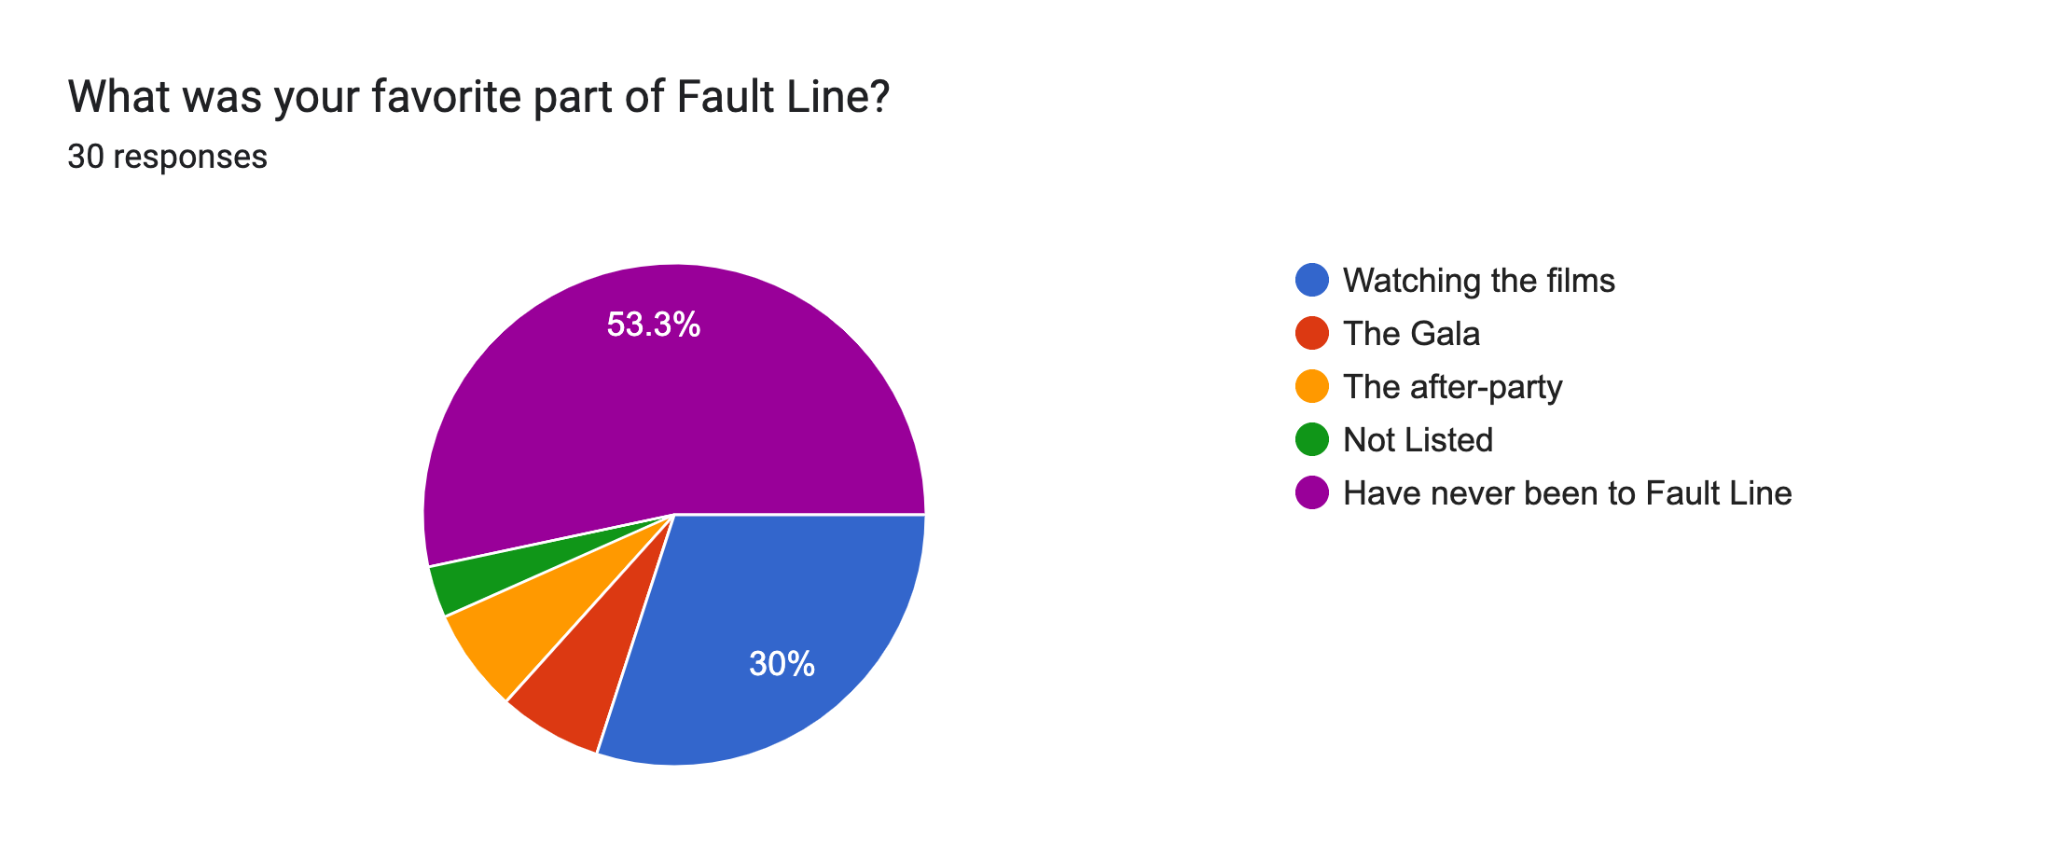 What was your favorite part of Fault Line?
30 responses
53.3%
30%
Watching the films
The Gala
The after-party
Not Listed
Have never been to Fault Line